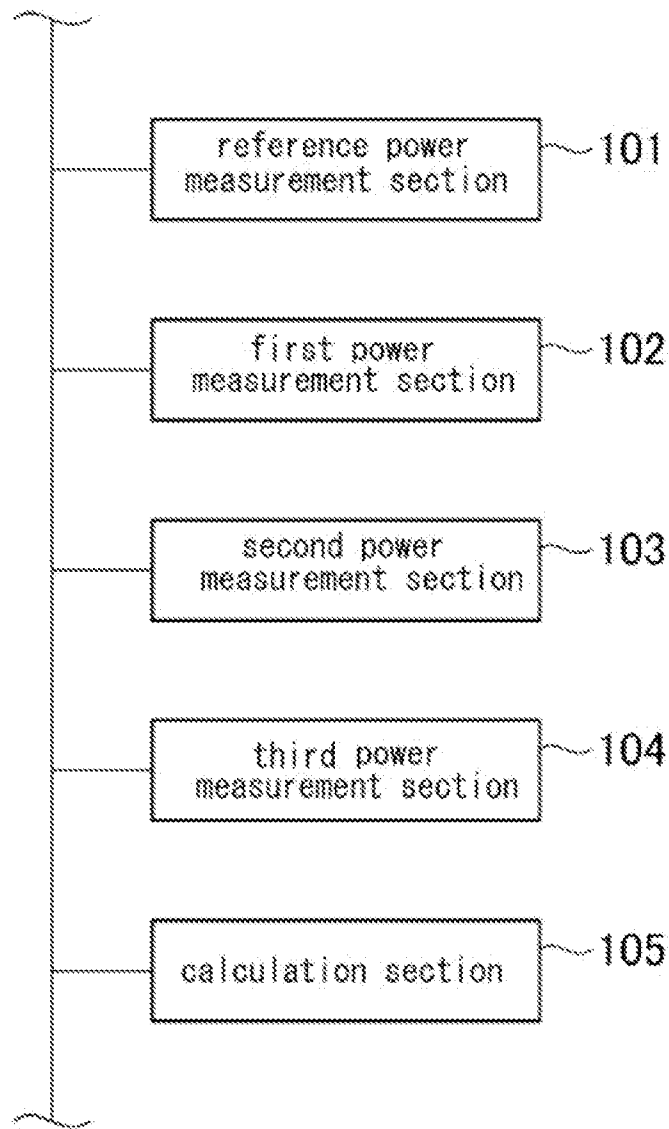 reference power
measurement section
101
first power
measurement section
102
second power
measurement section
103
third power
measurement section
104
calculation section
105